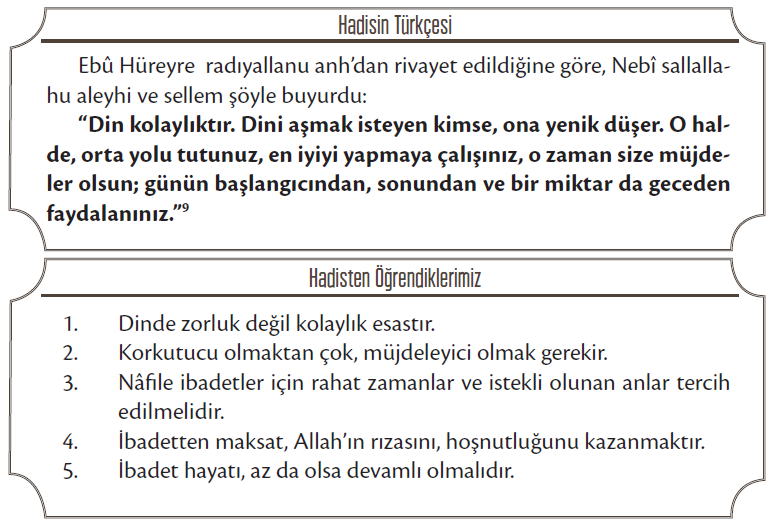 Hadisin Türkçesi
Ebû Hüreyre radıyallanu anh’dan rivayet edildiğine göre, Nebî sallalla-
hu aleyhi ve sellem şöyle buyurdu:
“Din kolaylıktır. Dini aşmak isteyen kimse, ona yenik düşer. O hal-
de, orta yolu tutunuz, en iyiyi yapmaya çalışınız, o zaman size müjde-
ler olsun; günün başlangıcından, sonundan ve bir miktar da geceden
faydalanınız.”9
Hadisten Öğrendiklerimiz
1. Dinde zorluk değil kolaylık esastır.
2. Korkutucu olmaktan çok, müjdeleyici olmak gerekir.
3. Nâfile ibadetler için rahat zamanlar ve istekli olunan anlar tercih
edilmelidir.
4. İbadetten maksat, Allah’ın rızasını, hoşnutluğunu kazanmaktır.
5. İbadet hayatı, az da olsa devamlı olmalıdır.